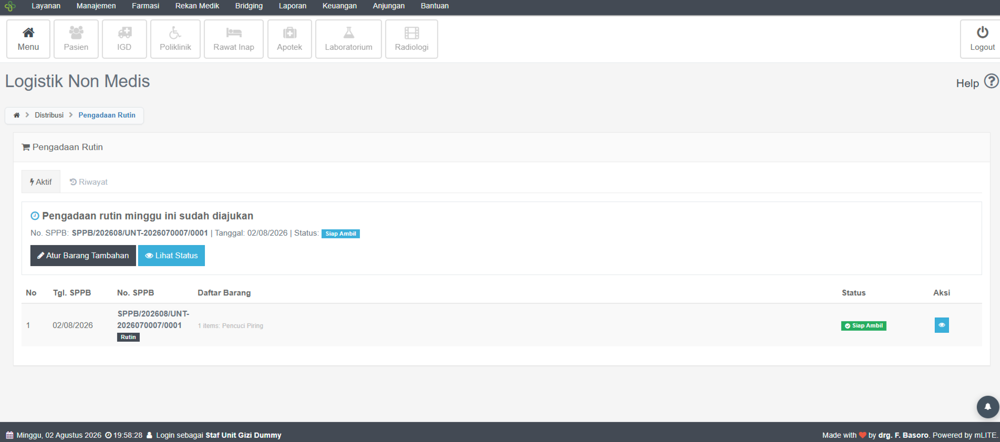 Layanan Manajemen Farmasi Rekan Medik Bridging Laporan Keuangan Anjungan Bantuan
Menu Pasien IGD Poliklinik Rawat Inap Apotek Laboratorium Radiologi Logout
Logistik Non Medis
Help
Distribusi Pengadaan Rutin
Pengadaan Rutin
Aktif Riwayat
Pengadaan rutin minggu ini sudah diajukan
No. SPPB: SPPB/202608/UNT-2026070007/0001 | Tanggal: 02/08/2026 | Status: Siap Ambil
Atur Barang Tambahan Lihat Status
No Tgl. SPPB No. SPPB Daftar Barang Status Aksi
1 02/08/2026 SPPB/202608/UNT-
2026070007/0001 1 items: Pencuci Piring Siap Ambil
Rutin
Minggu, 02 Agustus 2026 19:58:28 Login sebagai Staf Unit Gizi Dummy
Made with by drg. F. Basoro. Powered by mLITE.